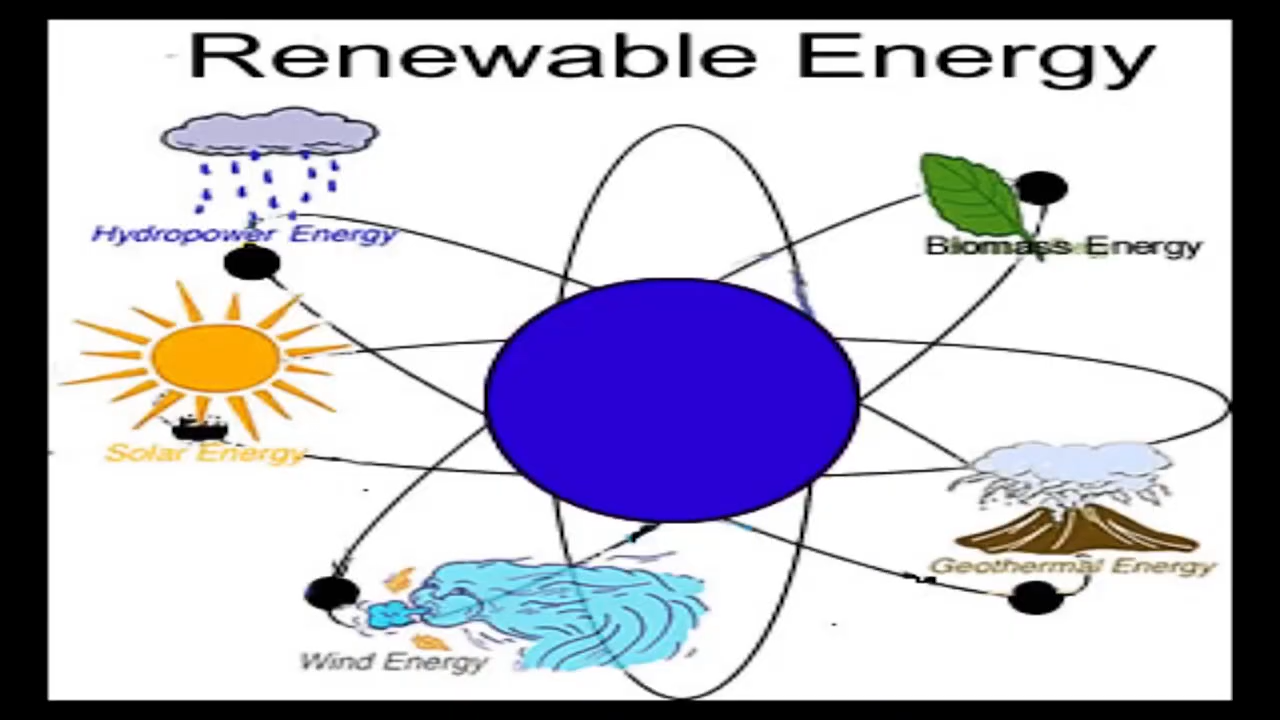 Renewable Energy
Hydropower Energy
Biomass Energy
Solar Energy
Geothermal Energy
Wind Energy